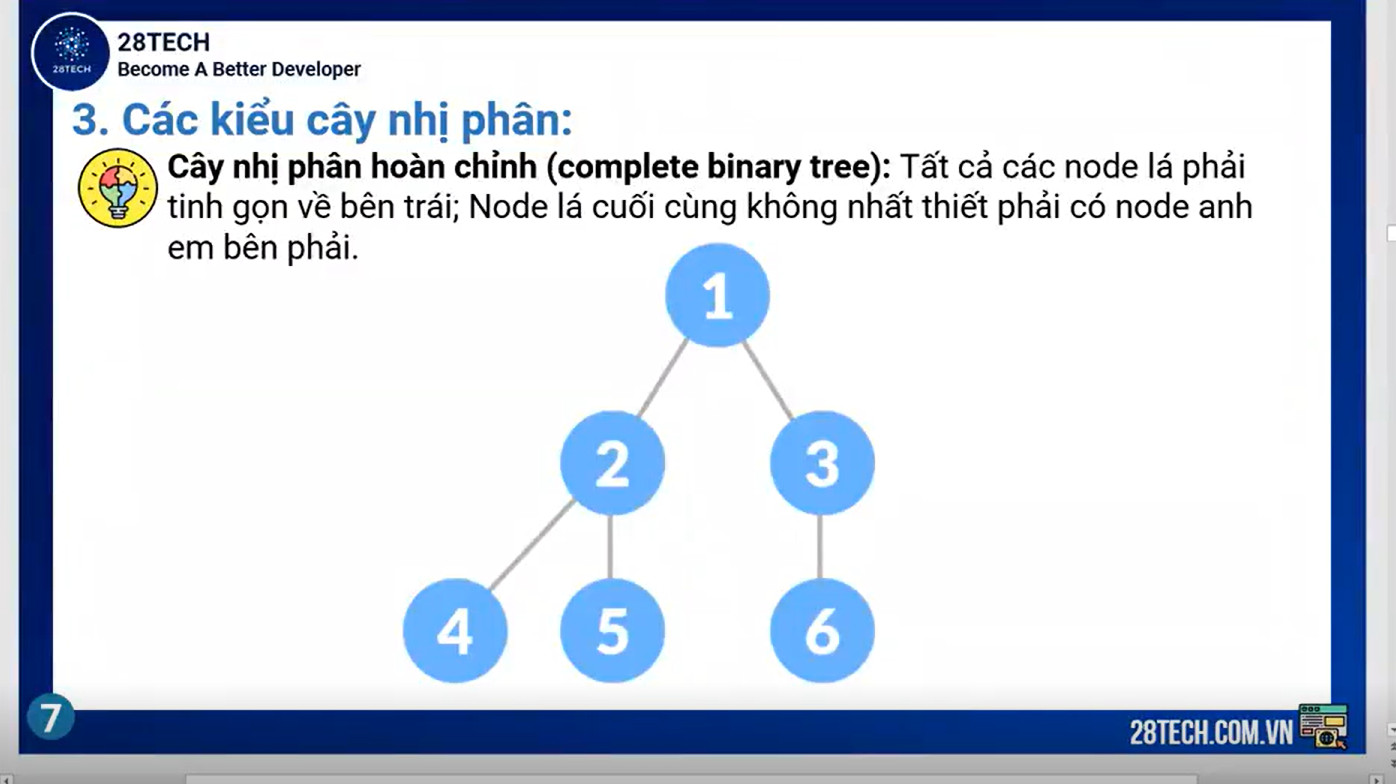 28TECH
Become A Better Developer
28TECH
3. Các kiểu cây nhị phân:
Cây nhị phân hoàn chỉnh (complete binary tree): Tất cả các node lá phải
tinh gọn về bên trái; Node lá cuối cùng không nhất thiết phải có node anh
em bên phải.
1
2
3
4
5
6
7
28TECH.COM.VN